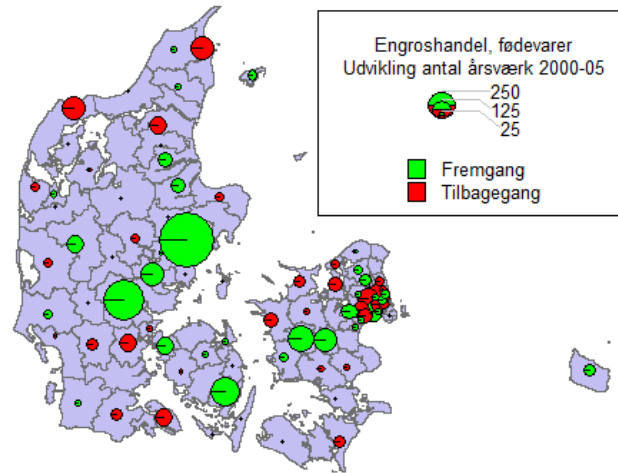 Engroshandel, fødevarer
Udvikling antal årsværk 2000-05
250
125
25
Fremgang
Tilbagegang